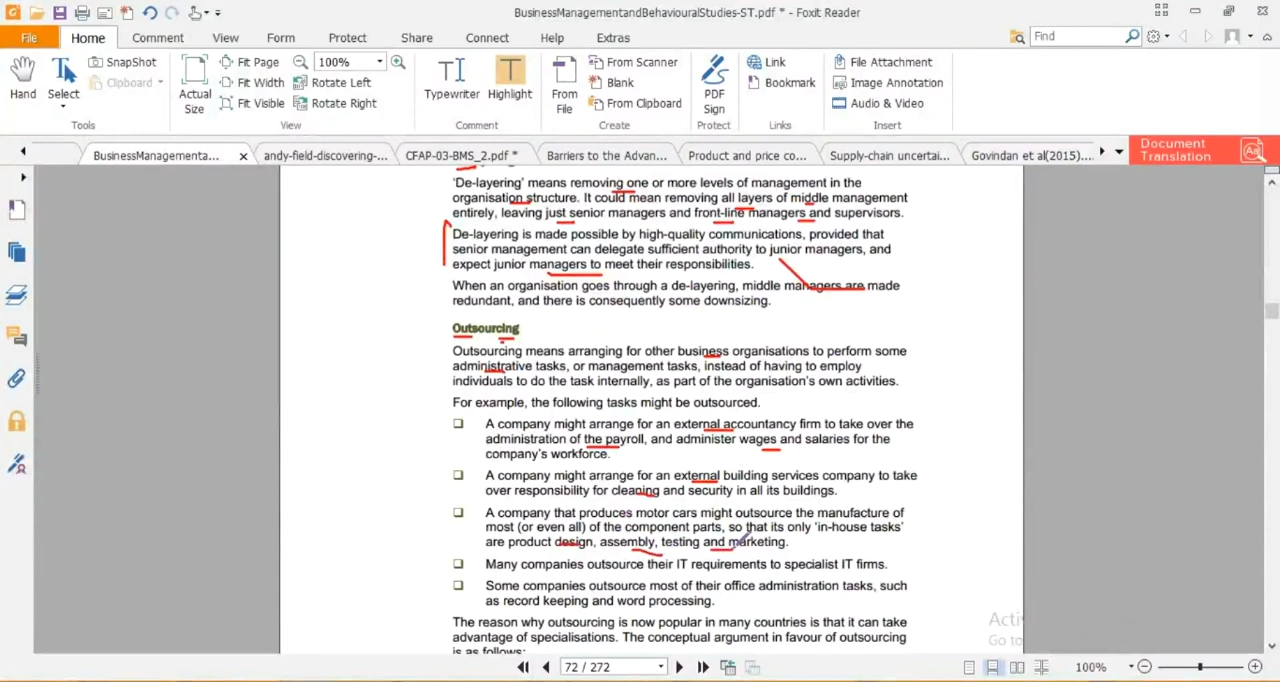 BusinessManagementandBehaviouralStudies-ST.pdf * - Foxit Reader
File Home Comment View Form Protect Share Connect Help Extras Find
Hand
Select
SnapShot
Clipboard
Tools
Actual Size
Fit Page
Fit Width
Fit Visible
100%
Rotate Left
Rotate Right
View
Typewriter
Highlight
Comment
From File
From Scanner
Blank
From Clipboard
Create
PDF Sign
Protect
Link
Bookmark
Links
File Attachment
Image Annotation
Audio & Video
Insert
BusinessManagementa... andy-field-discovering-... CFAP-03-BMS_2.pdf * Barriers to the Advan... Product and price co... Supply-chain uncertai... Govindan et al(2015)....
Document Translation
'De-layering' means removing one or more levels of management in the
organisation structure. It could mean removing all layers of middle management
entirely, leaving just senior managers and front-line managers and supervisors.
De-layering is made possible by high-quality communications, provided that
senior management can delegate sufficient authority to junior managers, and
expect junior managers to meet their responsibilities.
When an organisation goes through a de-layering, middle managers are made
redundant, and there is consequently some downsizing.
Outsourcing
Outsourcing means arranging for other business organisations to perform some
administrative tasks, or management tasks, instead of having to employ
individuals to do the task internally, as part of the organisation's own activities.
For example, the following tasks might be outsourced.
❑ A company might arrange for an external accountancy firm to take over the
administration of the payroll, and administer wages and salaries for the
company's workforce.
❑ A company might arrange for an external building services company to take
over responsibility for cleaning and security in all its buildings.
❑ A company that produces motor cars might outsource the manufacture of
most (or even all) of the component parts, so that its only 'in-house tasks'
are product design, assembly, testing and marketing.
❑ Many companies outsource their IT requirements to specialist IT firms.
❑ Some companies outsource most of their office administration tasks, such
as record keeping and word processing.
The reason why outsourcing is now popular in many countries is that it can take
advantage of specialisations. The conceptual argument in favour of outsourcing
is as follows:
Go to
72 / 272
100%